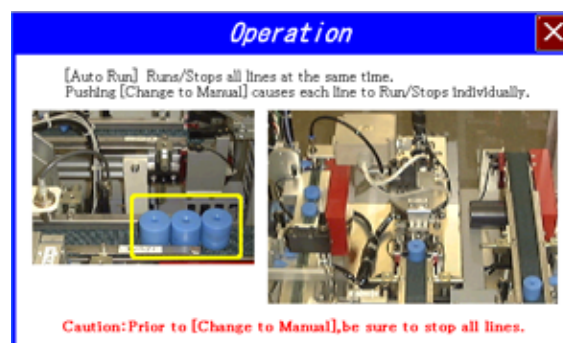 Operation
[Auto Run] Runs/Stops all lines at the same time.
Pushing [Change to Manual] causes each line to Run/Stops individually.
Caution:Prior to [Change to Manual],be sure to stop all lines.